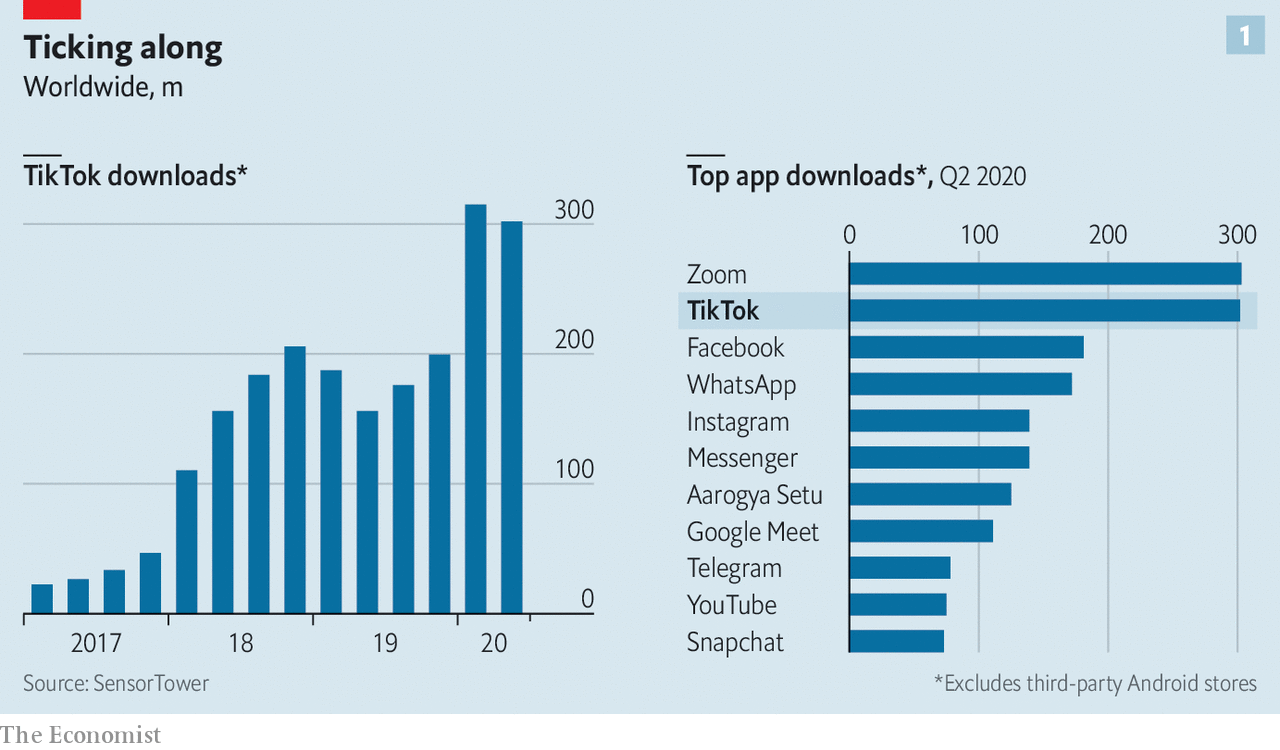 Ticking along
1
Worldwide, m
TikTok downloads*
300
200
100
0
2017 18 19 20
Top app downloads*, Q2 2020
0 100 200 300
Zoom
TikTok
Facebook
WhatsApp
Instagram
Messenger
Aarogya Setu
Google Meet
Telegram
YouTube
Snapchat
Source: SensorTower
*Excludes third-party Android stores
The Economist